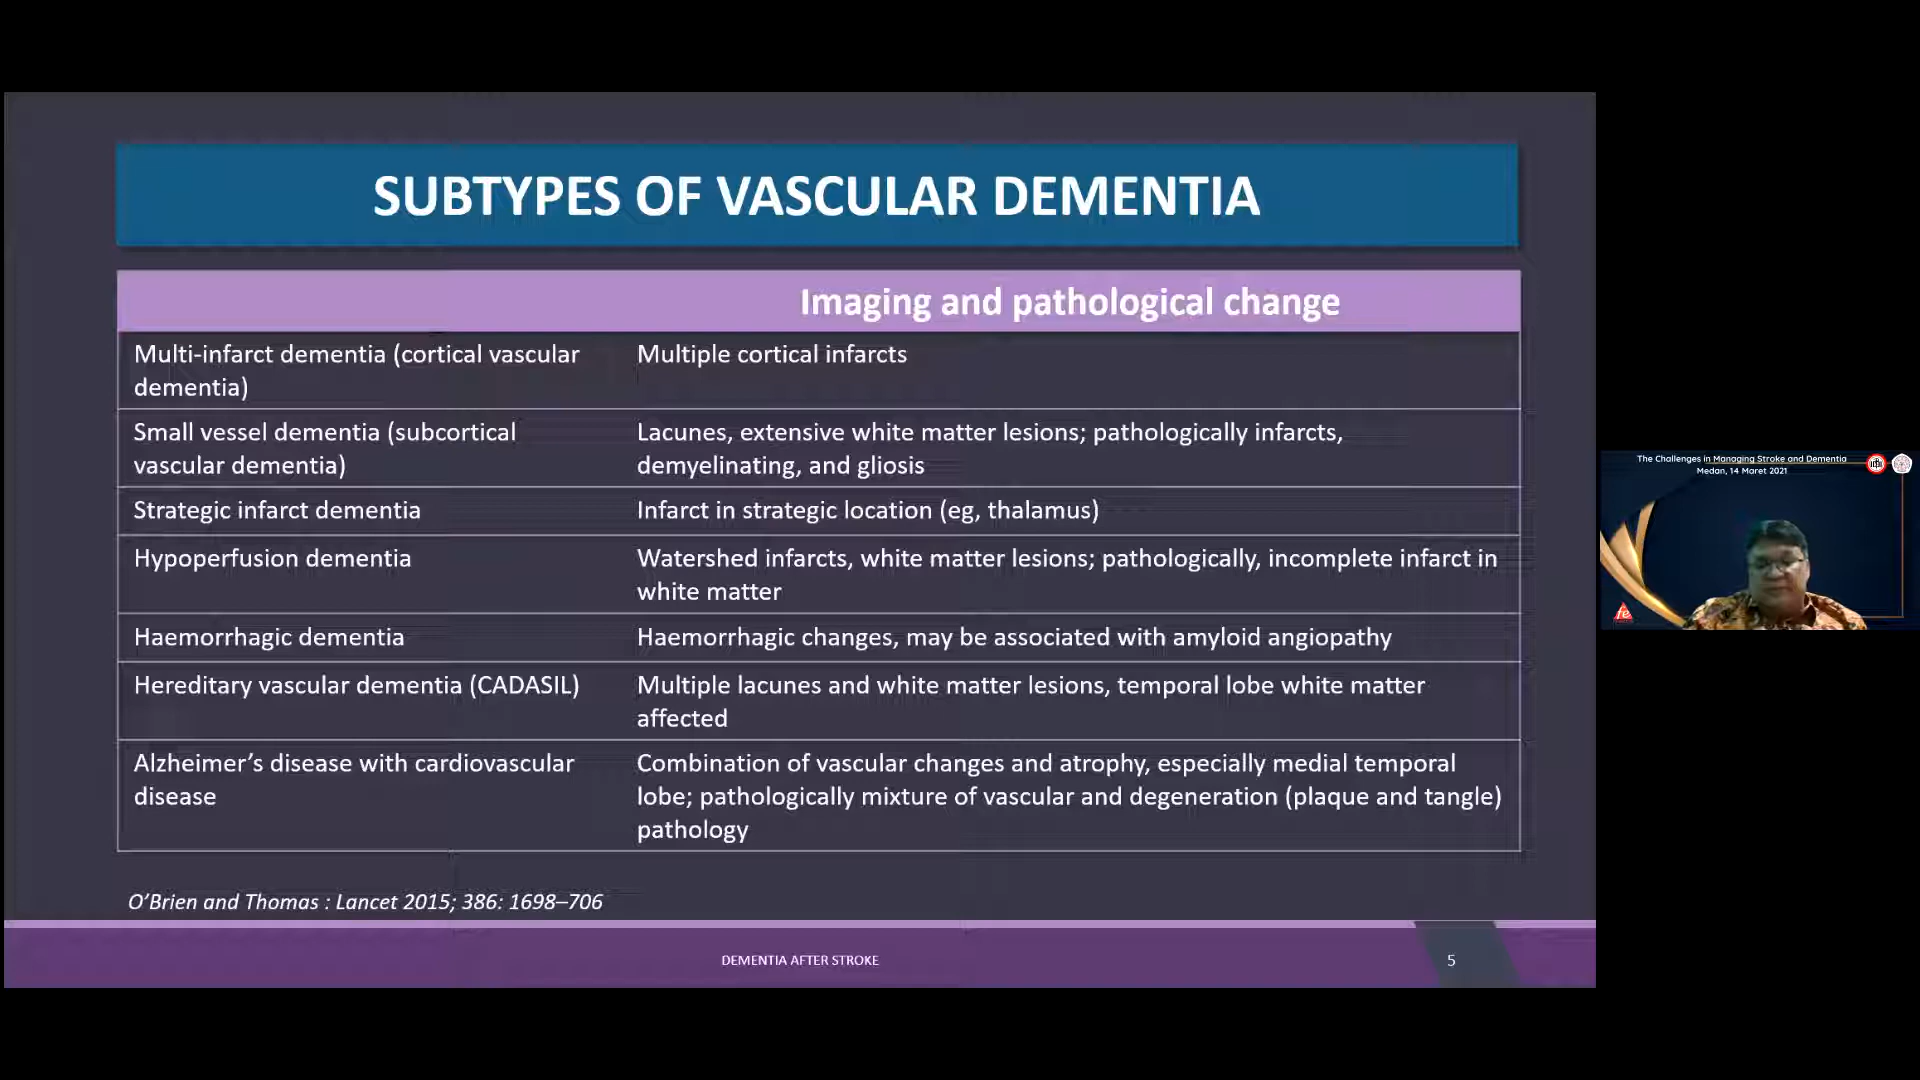 SUBTYPES OF VASCULAR DEMENTIA
Imaging and pathological change
Multi-infarct dementia (cortical vascular
dementia)
Multiple cortical infarcts
Small vessel dementia (subcortical
vascular dementia)
Lacunes, extensive white matter lesions; pathologically infarcts,
demyelinating, and gliosis
Strategic infarct dementia
Infarct in strategic location (eg, thalamus)
Hypoperfusion dementia
Watershed infarcts, white matter lesions; pathologically, incomplete infarct in
white matter
Haemorrhagic dementia
Haemorrhagic changes, may be associated with amyloid angiopathy
Hereditary vascular dementia (CADASIL)
Multiple lacunes and white matter lesions, temporal lobe white matter
affected
Alzheimer’s disease with cardiovascular
disease
Combination of vascular changes and atrophy, especially medial temporal
lobe; pathologically mixture of vascular and degeneration (plaque and tangle)
pathology
O’Brien and Thomas : Lancet 2015; 386: 1698–706
DEMENTIA AFTER STROKE
5
The Challenges in Managing Stroke and Dementia
Medan, 14 Maret 2021